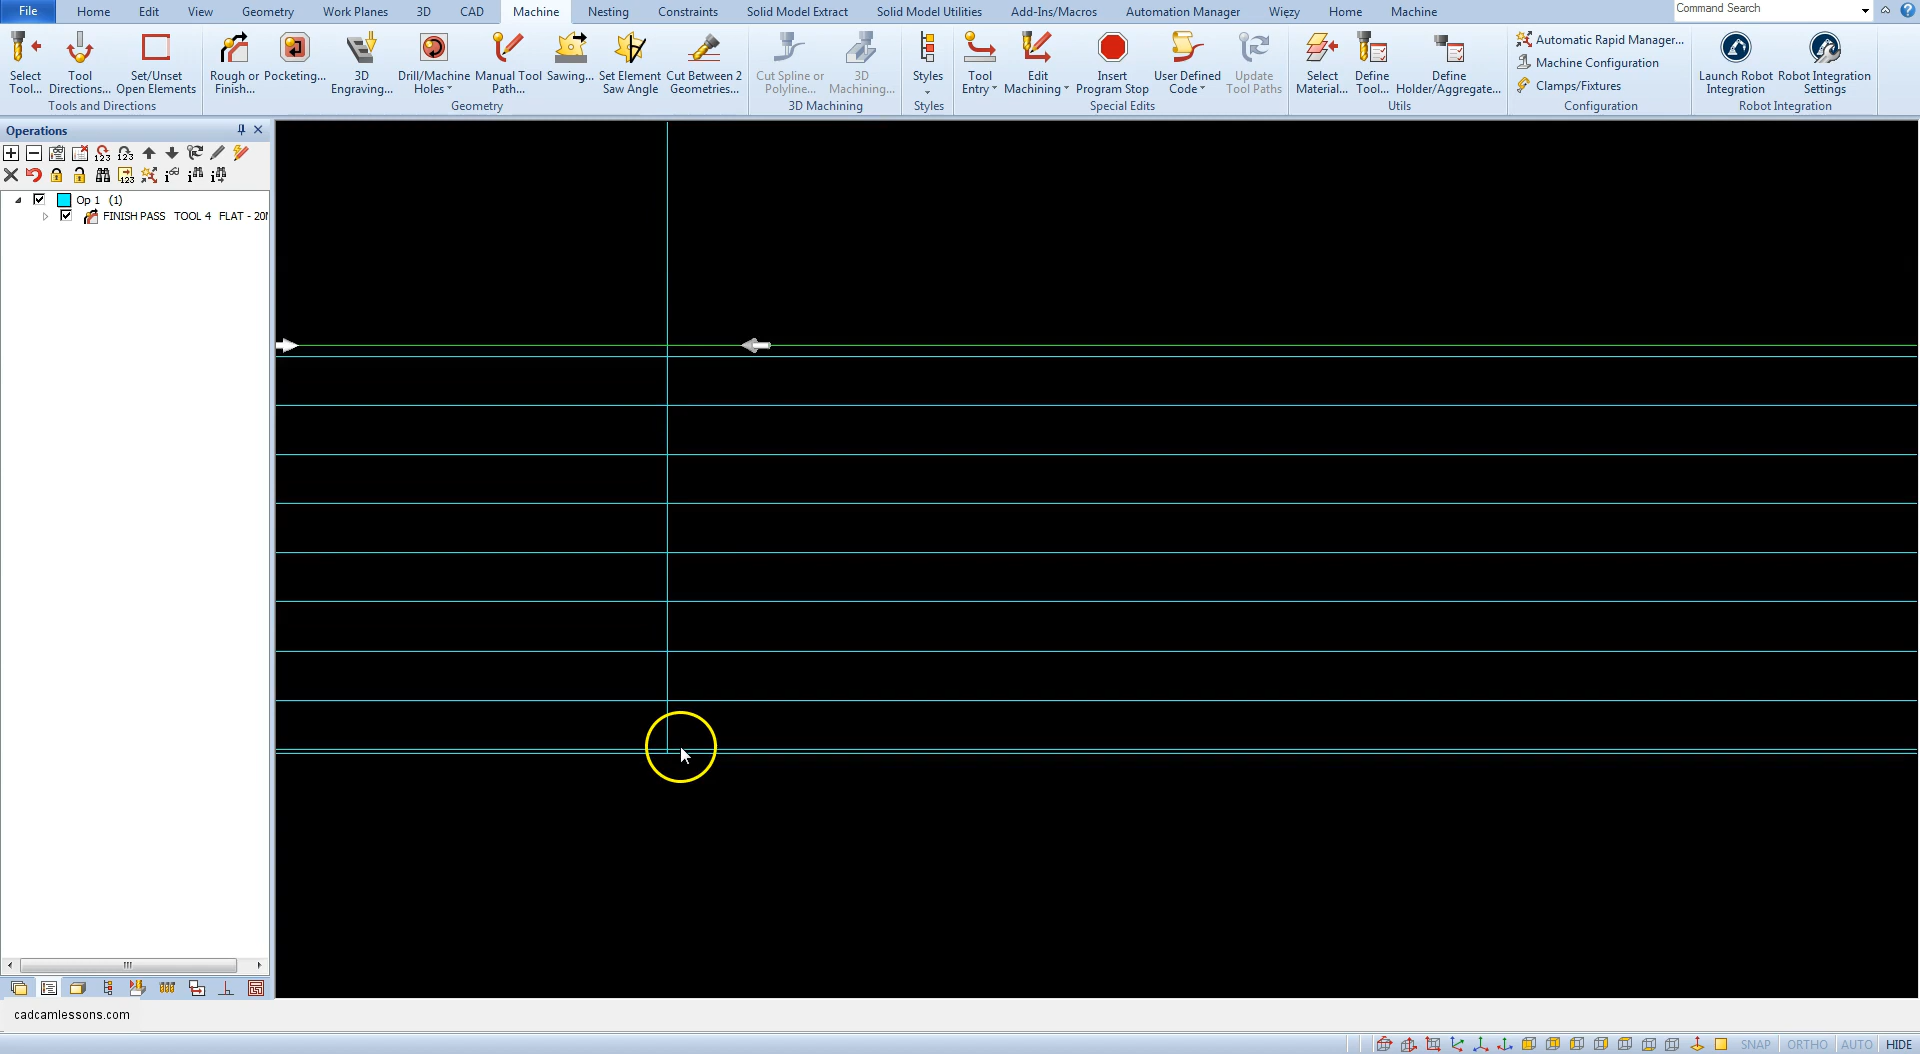 File Home Edit View Geometry Work Planes 3D CAD Machine Nesting Constraints Solid Model Extract Solid Model Utilities Add-Ins/Macros Automation Manager Więzy Home Machine Command Search
Select Tool...
Tool Directions...
Set/Unset Open Elements
Tools and Directions
Rough or Finish...
Pocketing...
3D Engraving...
Drill/Machine Holes
Manual Tool Path...
Sawing...
Set Element Saw Angle
Cut Between 2 Geometries...
Geometry
Cut Spline or Polyline...
3D Machining...
3D Machining
Styles
Styles
Tool Entry
Edit Machining
Insert Program Stop
User Defined Code
Update Tool Paths
Special Edits
Select Material...
Define Tool...
Define Holder/Aggregate...
Utils
Automatic Rapid Manager...
Machine Configuration
Clamps/Fixtures
Configuration
Launch Robot Integration
Robot Integration Settings
Robot Integration
Operations
123 123
123
Op 1 (1)
FINISH PASS TOOL 4 FLAT - 20
cadcamlessons.com
SNAP ORTHO AUTO HIDE